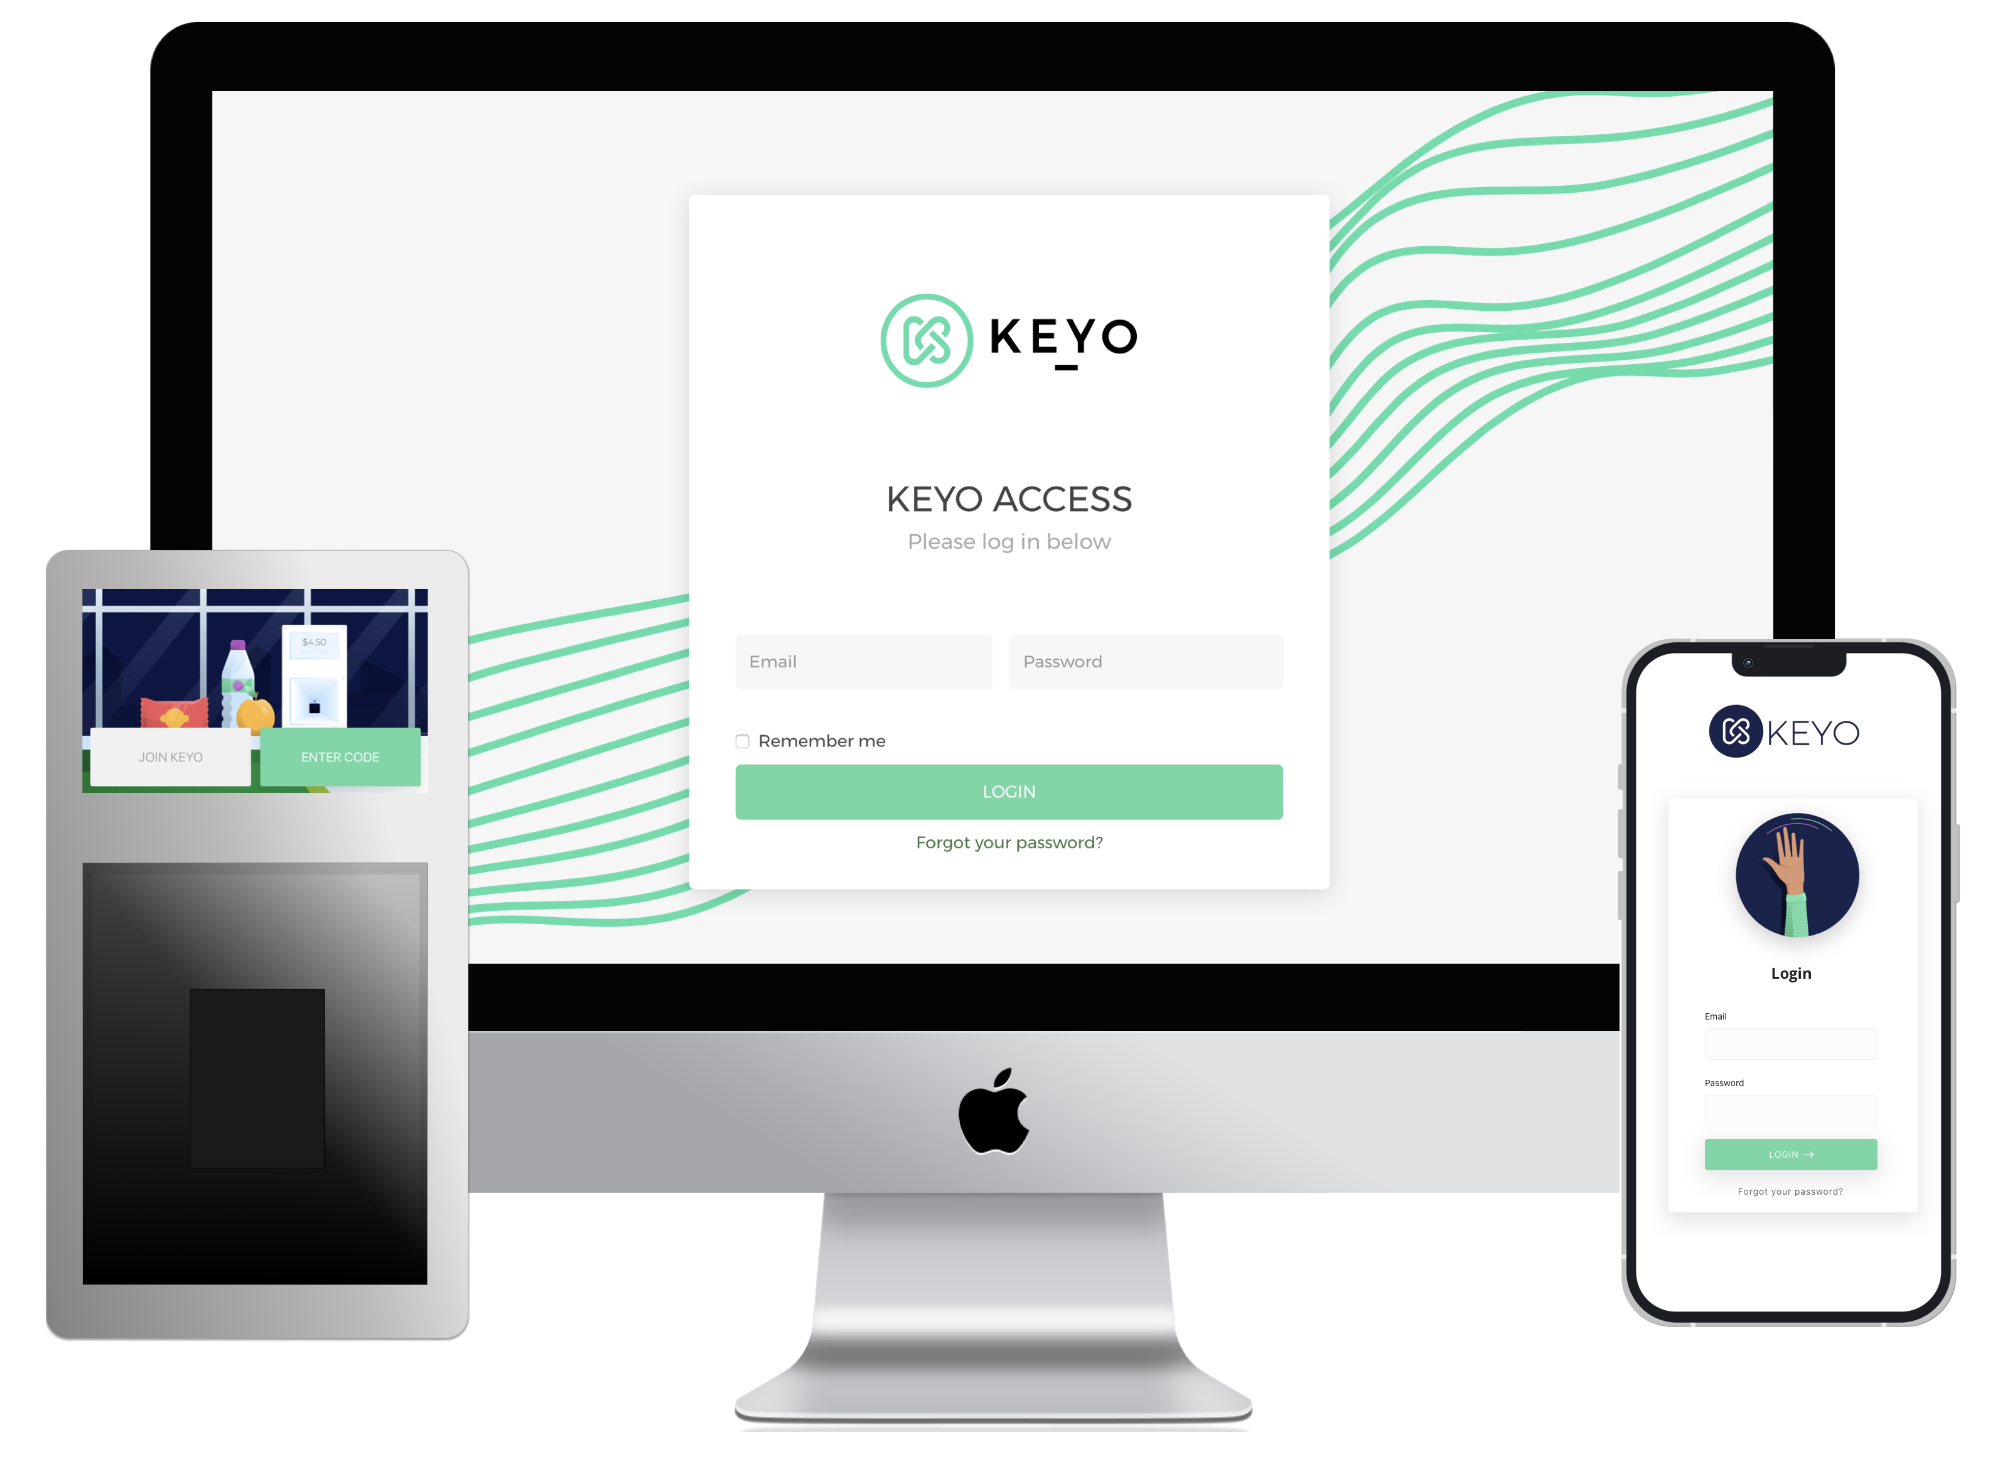 KEYO
KEYO ACCESS
Please log in below
Email
Password
Remember me
LOGIN
Forgot your password?
$4.50
JOIN KEYO
ENTER CODE
KEYO
Login
Email
Password
LOGIN →
Forgot your password?